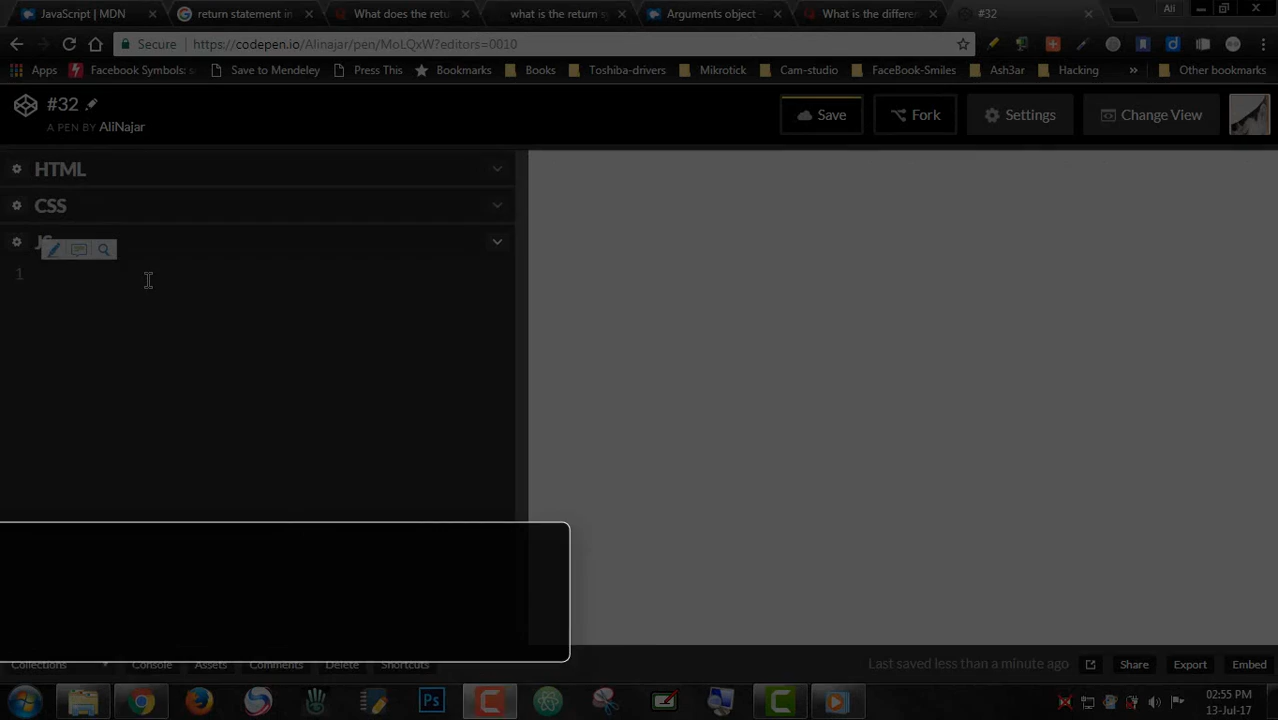 JavaScript | MDN
return statement in
What does the retu
what is the return s
Arguments object -
What is the differen
#32
Ali
Secure
https://codepen.io/Alinajar/pen/MoLQxW?editors=0010
Apps
Facebook Symbols: s
Save to Mendeley
Press This
Bookmarks
Books
Toshiba-drivers
Mikrotick
Cam-studio
FaceBook-Smiles
Ash3ar
Hacking
»
Other bookmarks
#32
A PEN BY AliNajar
Save
Fork
Settings
Change View
HTML
CSS
JS
1
Collections
Console
Assets
Comments
Delete
Shortcuts
Last saved less than a minute ago
Share
Export
Embed
Ps
02:55 PM
13-Jul-17